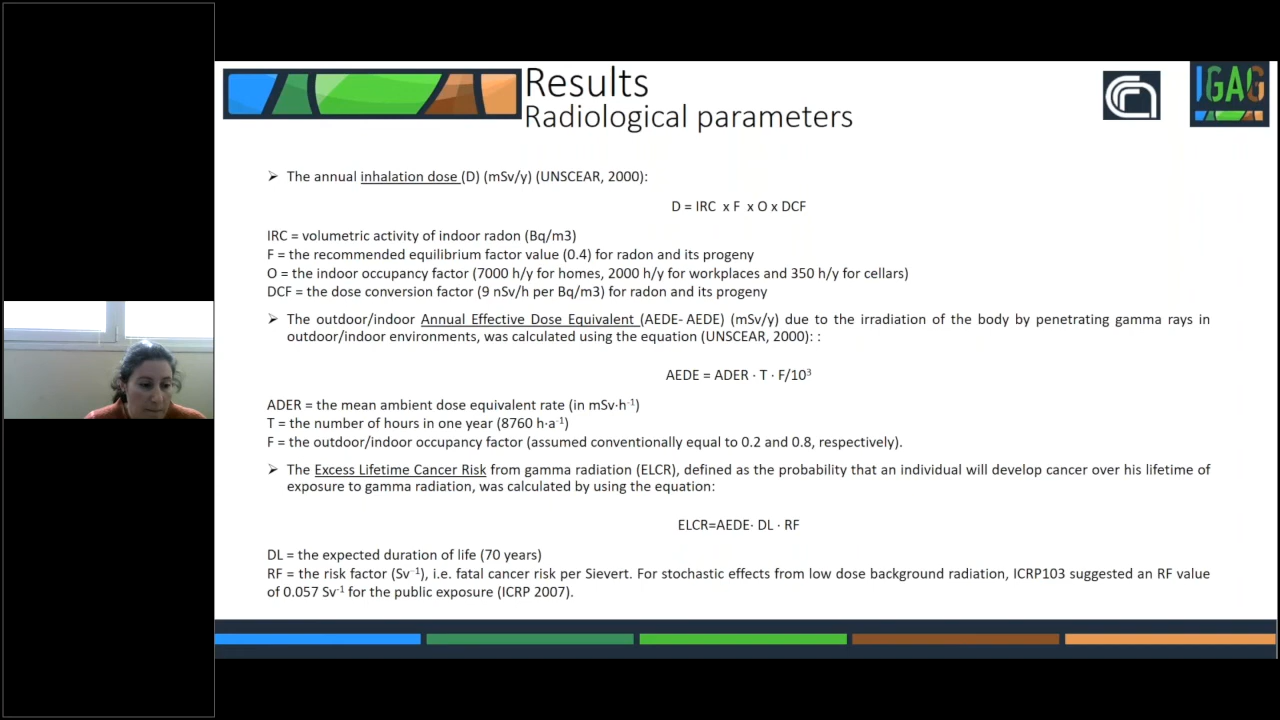 Results
Radiological parameters
IGAG
➢ The annual inhalation dose (D) (mSv/y) (UNSCEAR, 2000):
D = IRC x F x O x DCF
IRC = volumetric activity of indoor radon (Bq/m3)
F = the recommended equilibrium factor value (0.4) for radon and its progeny
O = the indoor occupancy factor (7000 h/y for homes, 2000 h/y for workplaces and 350 h/y for cellars)
DCF = the dose conversion factor (9 nSv/h per Bq/m3) for radon and its progeny
➢ The outdoor/indoor Annual Effective Dose Equivalent (AEDE- AEDE) (mSv/y) due to the irradiation of the body by penetrating gamma rays in
outdoor/indoor environments, was calculated using the equation (UNSCEAR, 2000): :
AEDE = ADER · T · F/10³
ADER = the mean ambient dose equivalent rate (in mSv·h⁻¹)
T = the number of hours in one year (8760 h·a⁻¹)
F = the outdoor/indoor occupancy factor (assumed conventionally equal to 0.2 and 0.8, respectively).
➢ The Excess Lifetime Cancer Risk from gamma radiation (ELCR), defined as the probability that an individual will develop cancer over his lifetime of
exposure to gamma radiation, was calculated by using the equation:
ELCR=AEDE· DL · RF
DL = the expected duration of life (70 years)
RF = the risk factor (Sv⁻¹), i.e. fatal cancer risk per Sievert. For stochastic effects from low dose background radiation, ICRP103 suggested an RF value
of 0.057 Sv⁻¹ for the public exposure (ICRP 2007).